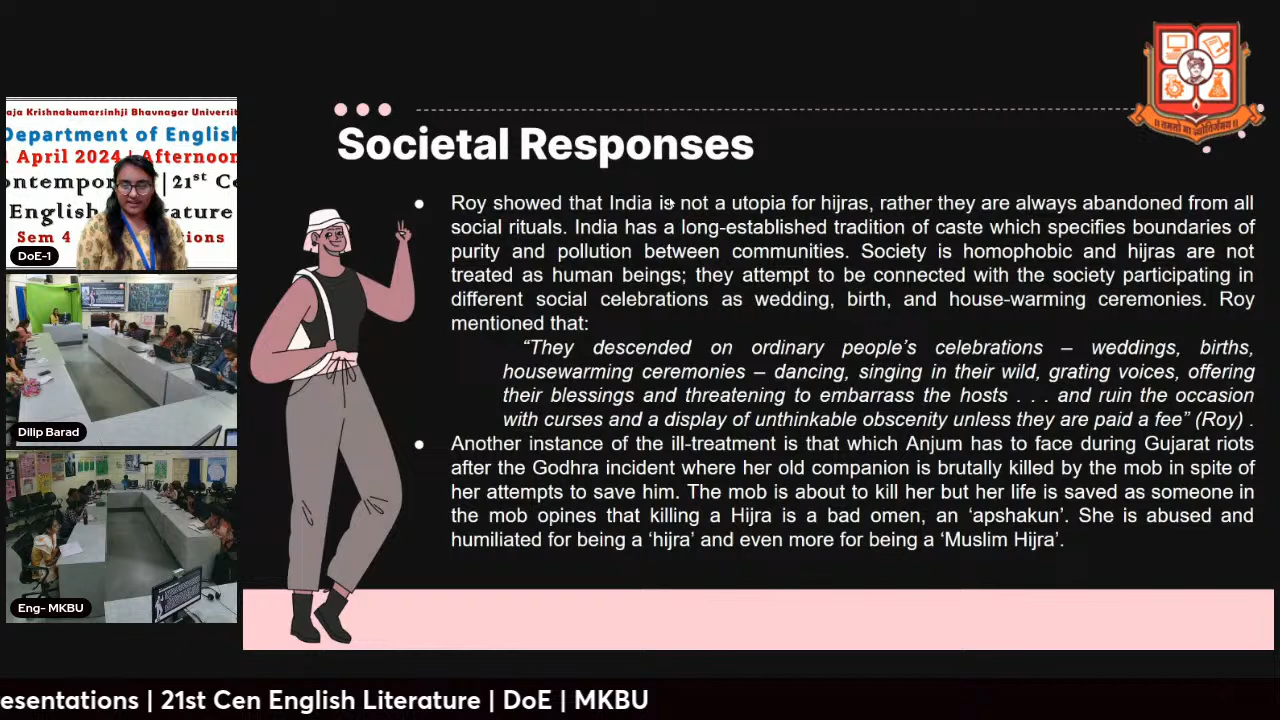 aja Krishnakumarsinhji Bhavnagar Universit
Department of English
April 2024 | Afternoon
ontempor | 21st Ce
English erature
Sem 4 tions
DoE-1
Dilip Barad
Eng- MKBU
Societal Responses
● Roy showed that India is not a utopia for hijras, rather they are always abandoned from all
social rituals. India has a long-established tradition of caste which specifies boundaries of
purity and pollution between communities. Society is homophobic and hijras are not
treated as human beings; they attempt to be connected with the society participating in
different social celebrations as wedding, birth, and house-warming ceremonies. Roy
mentioned that:
“They descended on ordinary people’s celebrations – weddings, births,
housewarming ceremonies – dancing, singing in their wild, grating voices, offering
their blessings and threatening to embarrass the hosts . . . and ruin the occasion
with curses and a display of unthinkable obscenity unless they are paid a fee” (Roy) .
● Another instance of the ill-treatment is that which Anjum has to face during Gujarat riots
after the Godhra incident where her old companion is brutally killed by the mob in spite of
her attempts to save him. The mob is about to kill her but her life is saved as someone in
the mob opines that killing a Hijra is a bad omen, an ‘apshakun’. She is abused and
humiliated for being a ‘hijra’ and even more for being a ‘Muslim Hijra’.
esentations | 21st Cen English Literature | DoE | MKBU